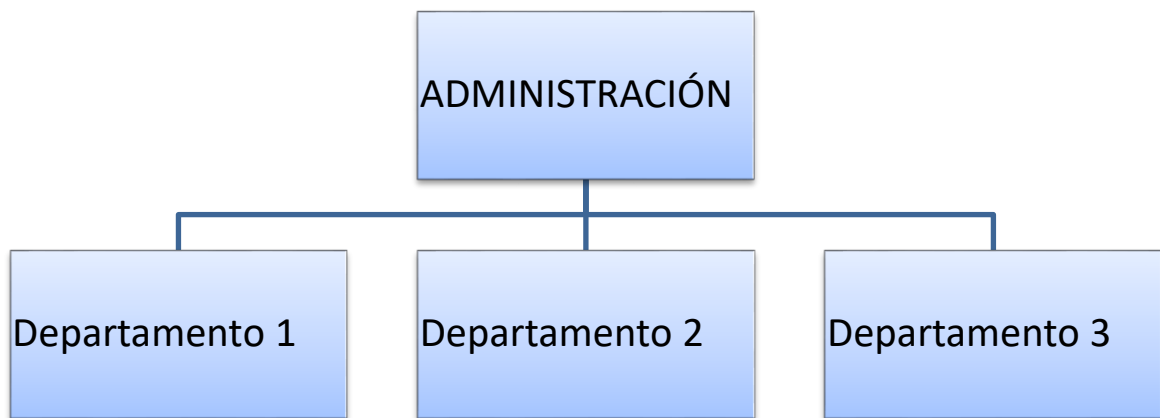 ADMINISTRACIÓN
Departamento 1
Departamento 2
Departamento 3